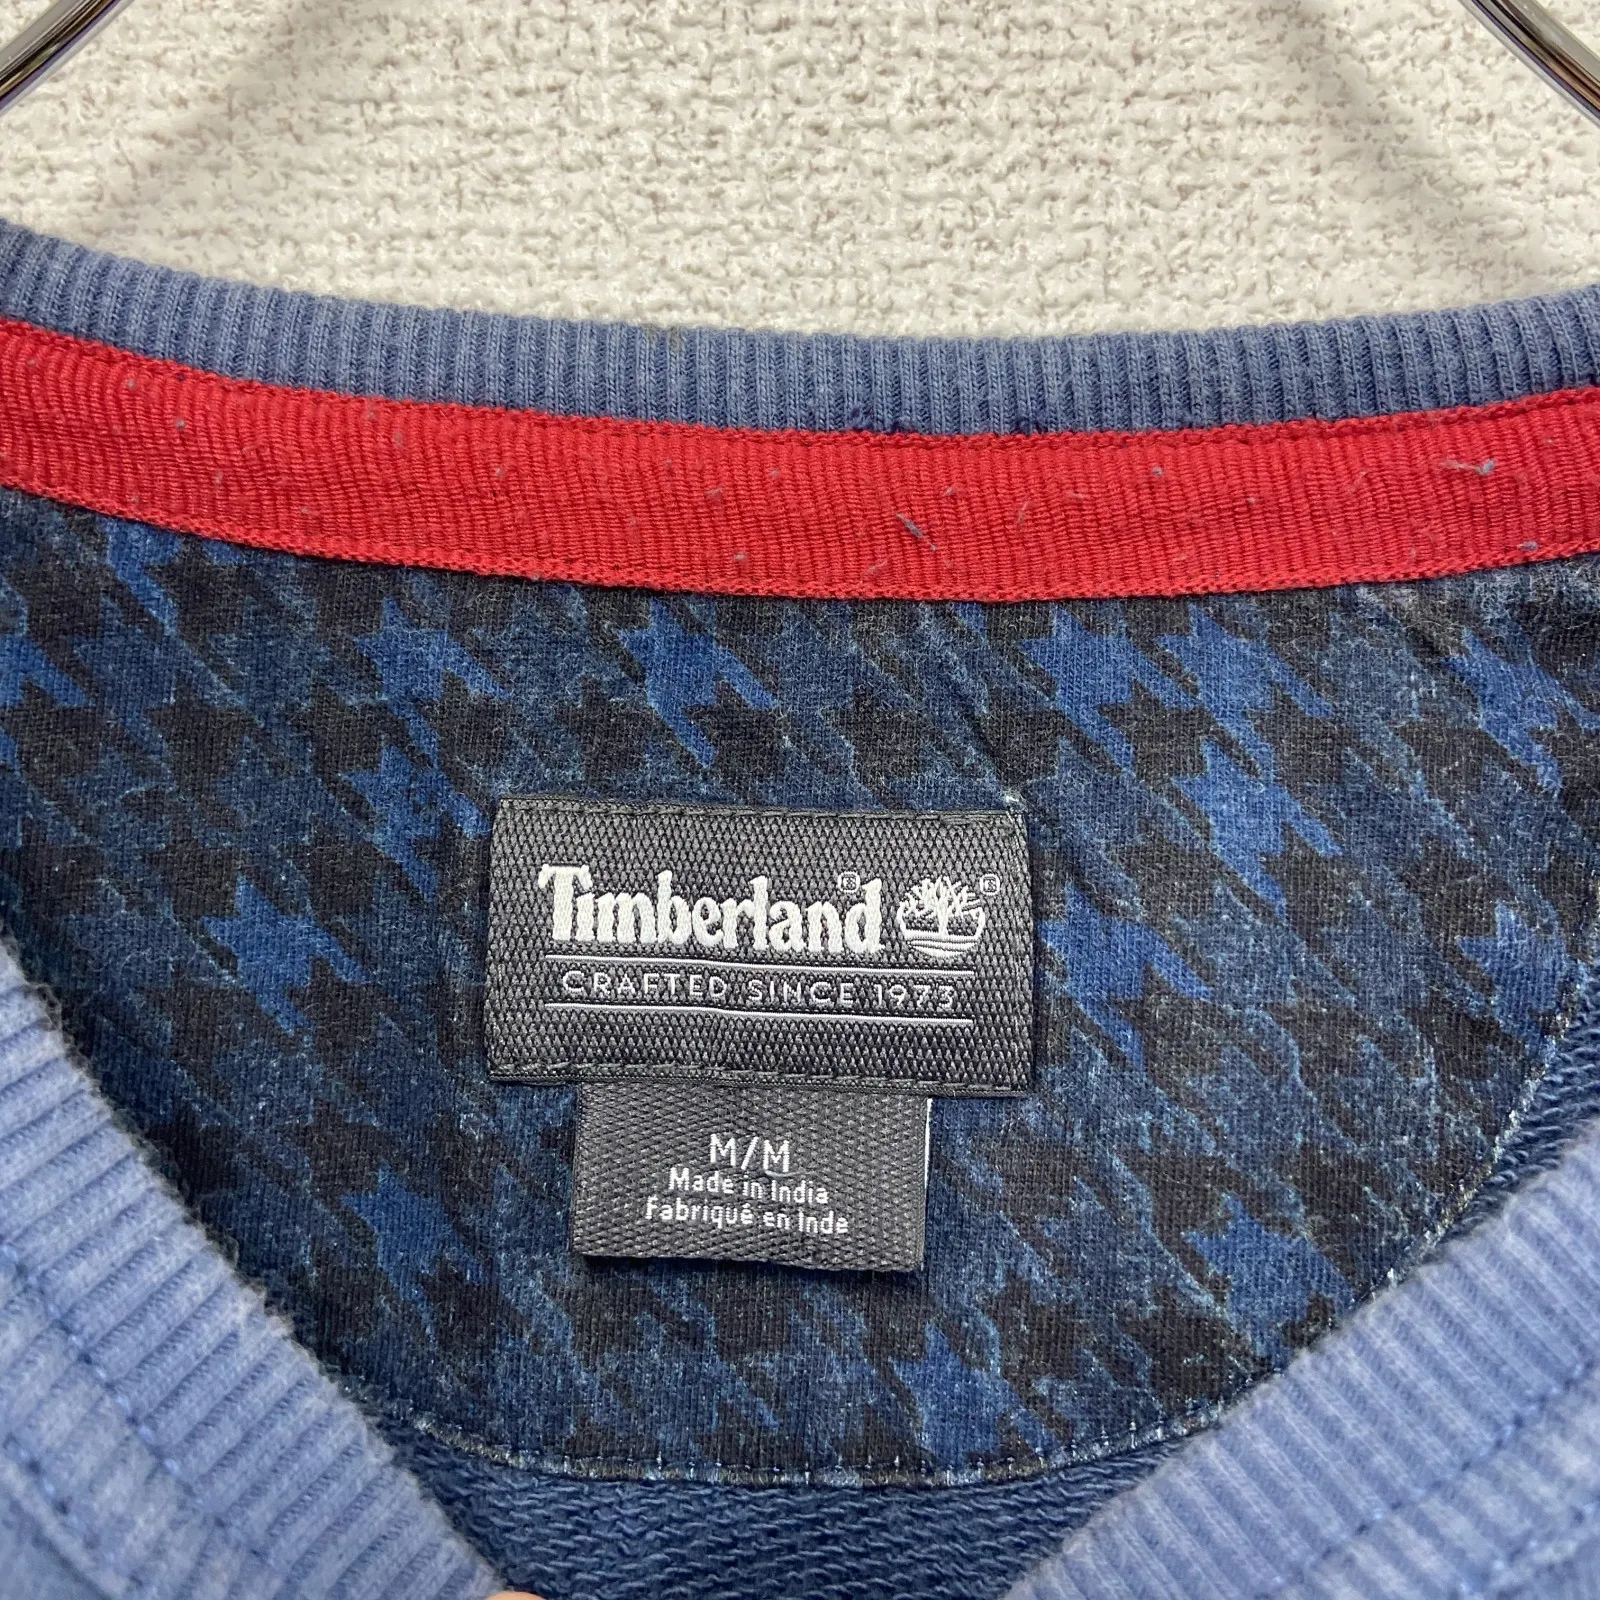 Timberland®
®
CRAFTED SINCE 1973
M/M
Made in India
Fabriqué en Inde